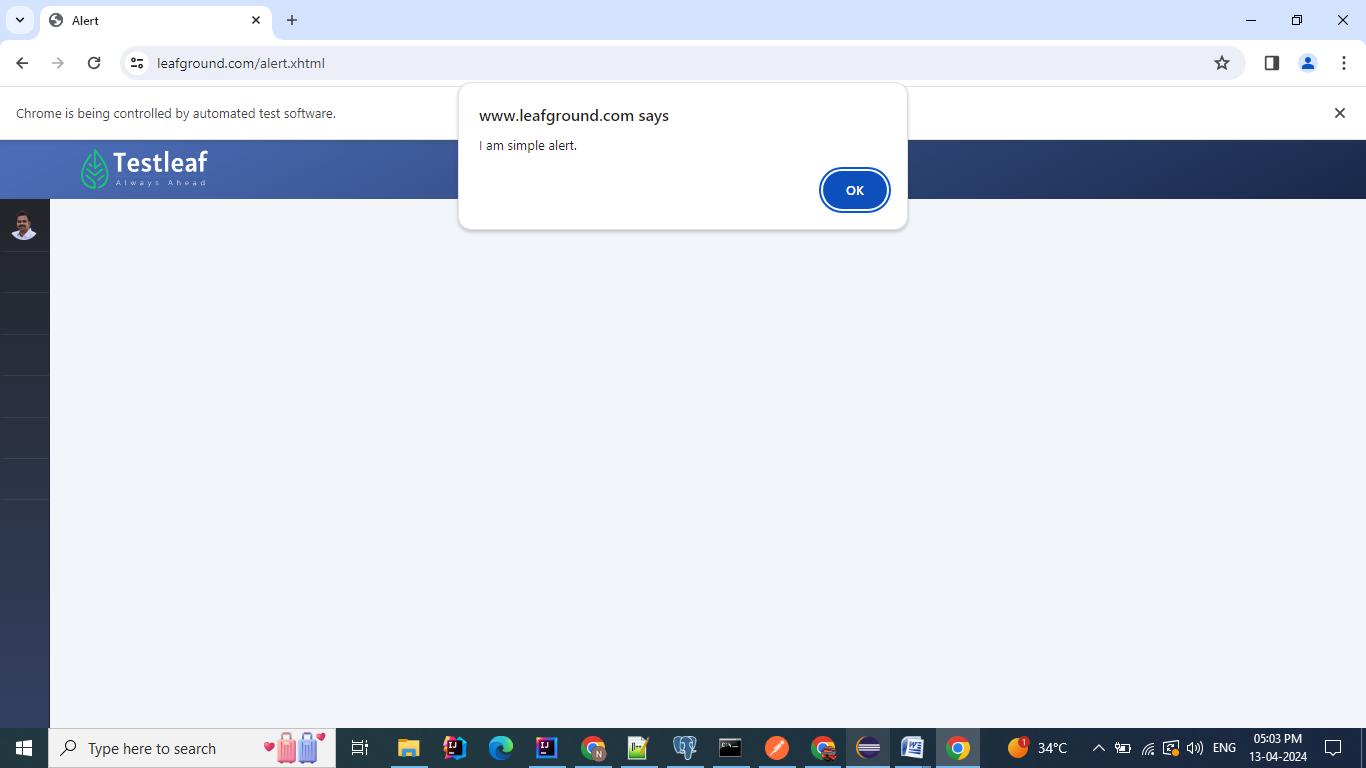 Alert
leafground.com/alert.xhtml
Chrome is being controlled by automated test software.
www.leafground.com says
I am simple alert.
OK
Testleaf
Always Ahead
Type here to search
N
1
34°C
ENG
05:03 PM
13-04-2024